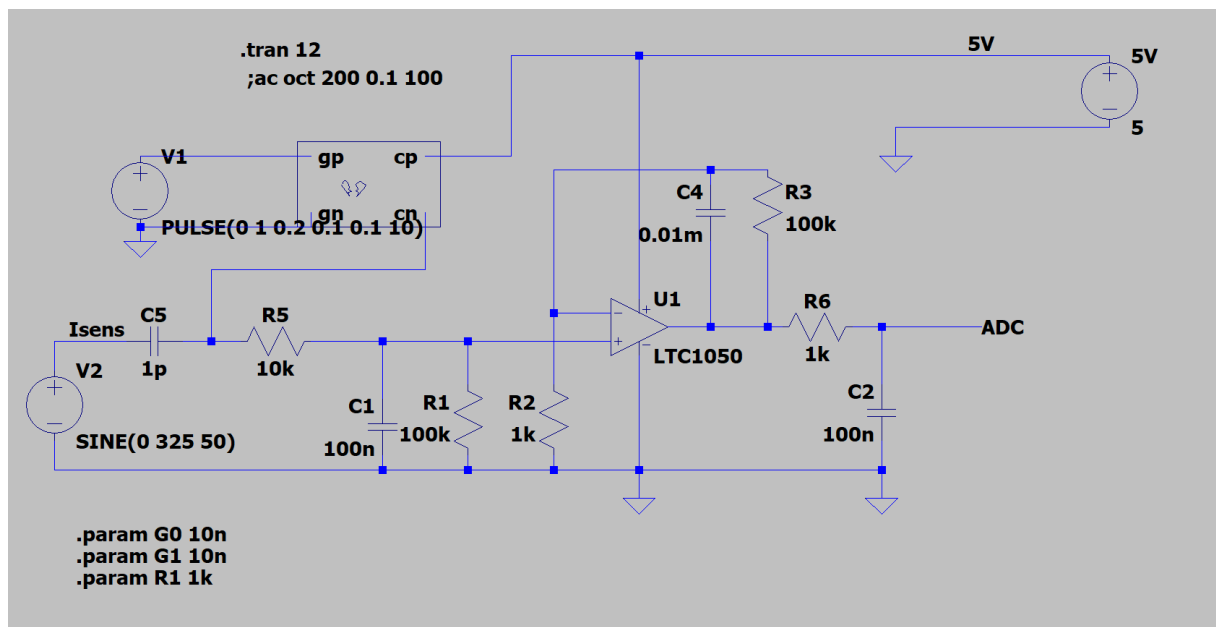 .tran 12
;ac oct 200 0.1 100
5V
5V
5
V1
gp
cp
gn
cn
PULSE(0 1 0.2 0.1 0.1 10)
C4
0.01m
R3
100k
C5
Isens
1p
R5
10k
U1
LTC1050
R6
1k
ADC
V2
SINE(0 325 50)
C1
100n
R1
100k
R2
1k
C2
100n
.param G0 10n
.param G1 10n
.param R1 1k